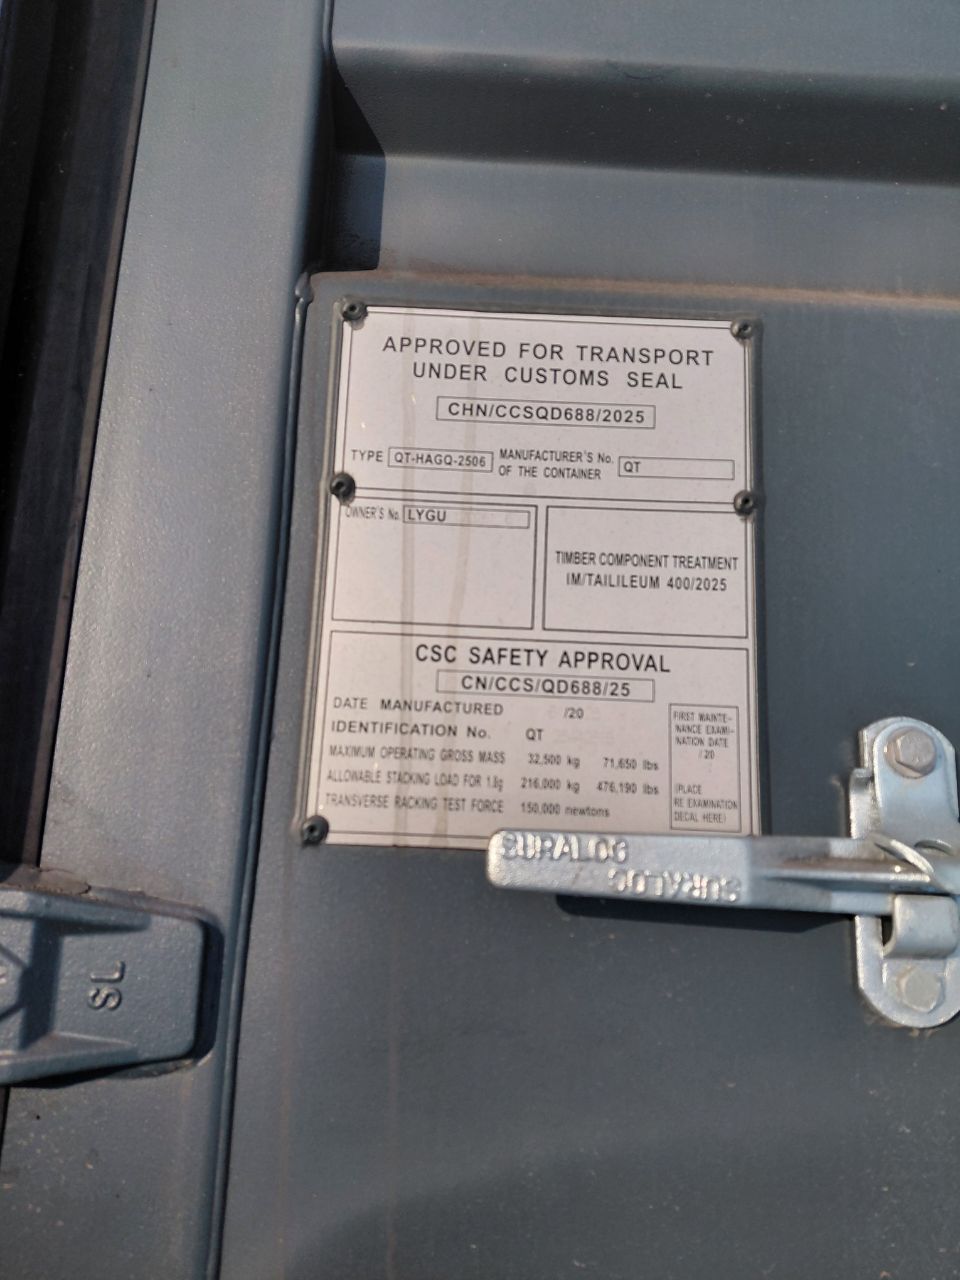 APPROVED FOR TRANSPORT
UNDER CUSTOMS SEAL
CHN/CCSQD688/2025
TYPE QT-HAGQ-2506 MANUFACTURER'S No. OF THE CONTAINER QT
OWNER'S No. LYGU
TIMBER COMPONENT TREATMENT
IM/TAILILEUM 400/2025
CSC SAFETY APPROVAL
CN/CCS/QD688/25
DATE MANUFACTURED /20
IDENTIFICATION No. QT
MAXIMUM OPERATING GROSS MASS 32,500 kg 71,650 lbs
ALLOWABLE STACKING LOAD FOR 1.8g 216,000 kg 476,190 lbs
TRANSVERSE RACKING TEST FORCE 150,000 newtons
FIRST MAINTE-
NANCE EXAMI-
NATION DATE
/20
(PLACE
RE EXAMINATION
DECAL HERE)
SURALOG
SURALOG
JS